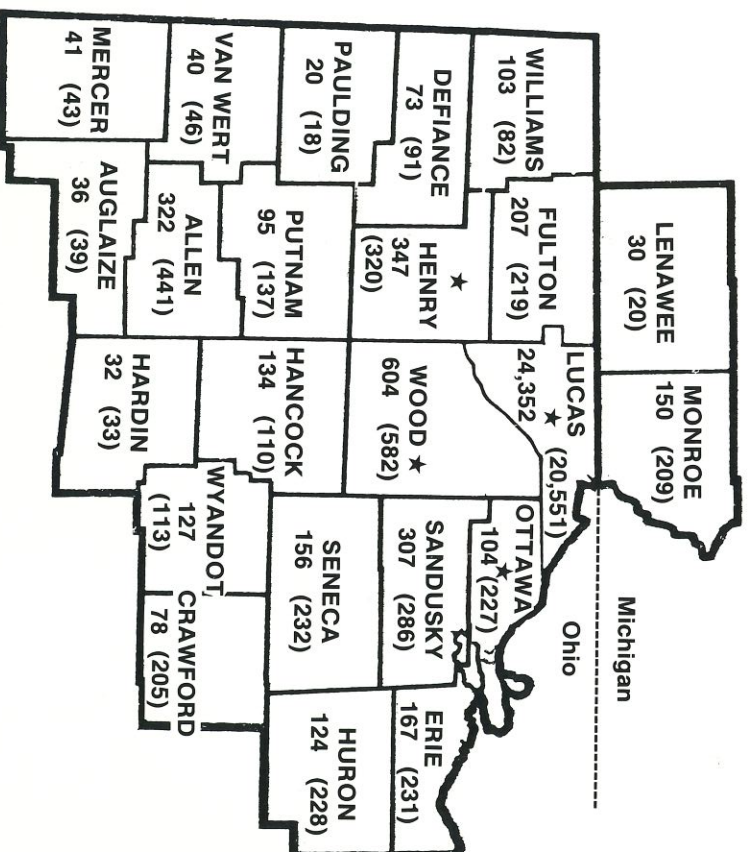 LENAWEE
30 (20)
MONROE
150 (209)
Michigan
Ohio
WILLIAMS
103 (82)
FULTON
207 (219)
LUCAS
24,352 ★ (20,551)
OTTAWA
104 ★ (227)
DEFIANCE
73 (91)
★
HENRY
347
(320)
WOOD ★
604 (582)
SANDUSKY
307 (286)
ERIE
167 (231)
PAULDING
20 (18)
PUTNAM
95 (137)
HANCOCK
134 (110)
SENECA
156 (232)
HURON
124 (228)
VAN WERT
40 (46)
ALLEN
322 (441)
WYANDOT
127
(113)
CRAWFORD
78 (205)
MERCER
41 (43)
AUGLAIZE
36 (39)
HARDIN
32 (33)